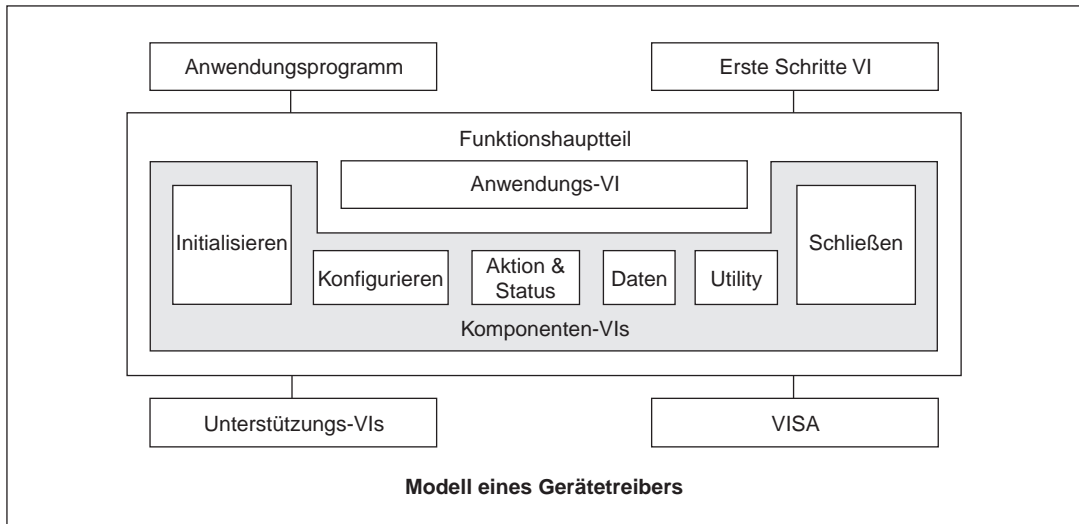 Anwendungsprogramm
Erste Schritte VI
Funktionshauptteil
Anwendungs-VI
Initialisieren
Schließen
Konfigurieren
Aktion &
Status
Daten
Utility
Komponenten-VIs
Unterstützungs-VIs
VISA
Modell eines Gerätetreibers